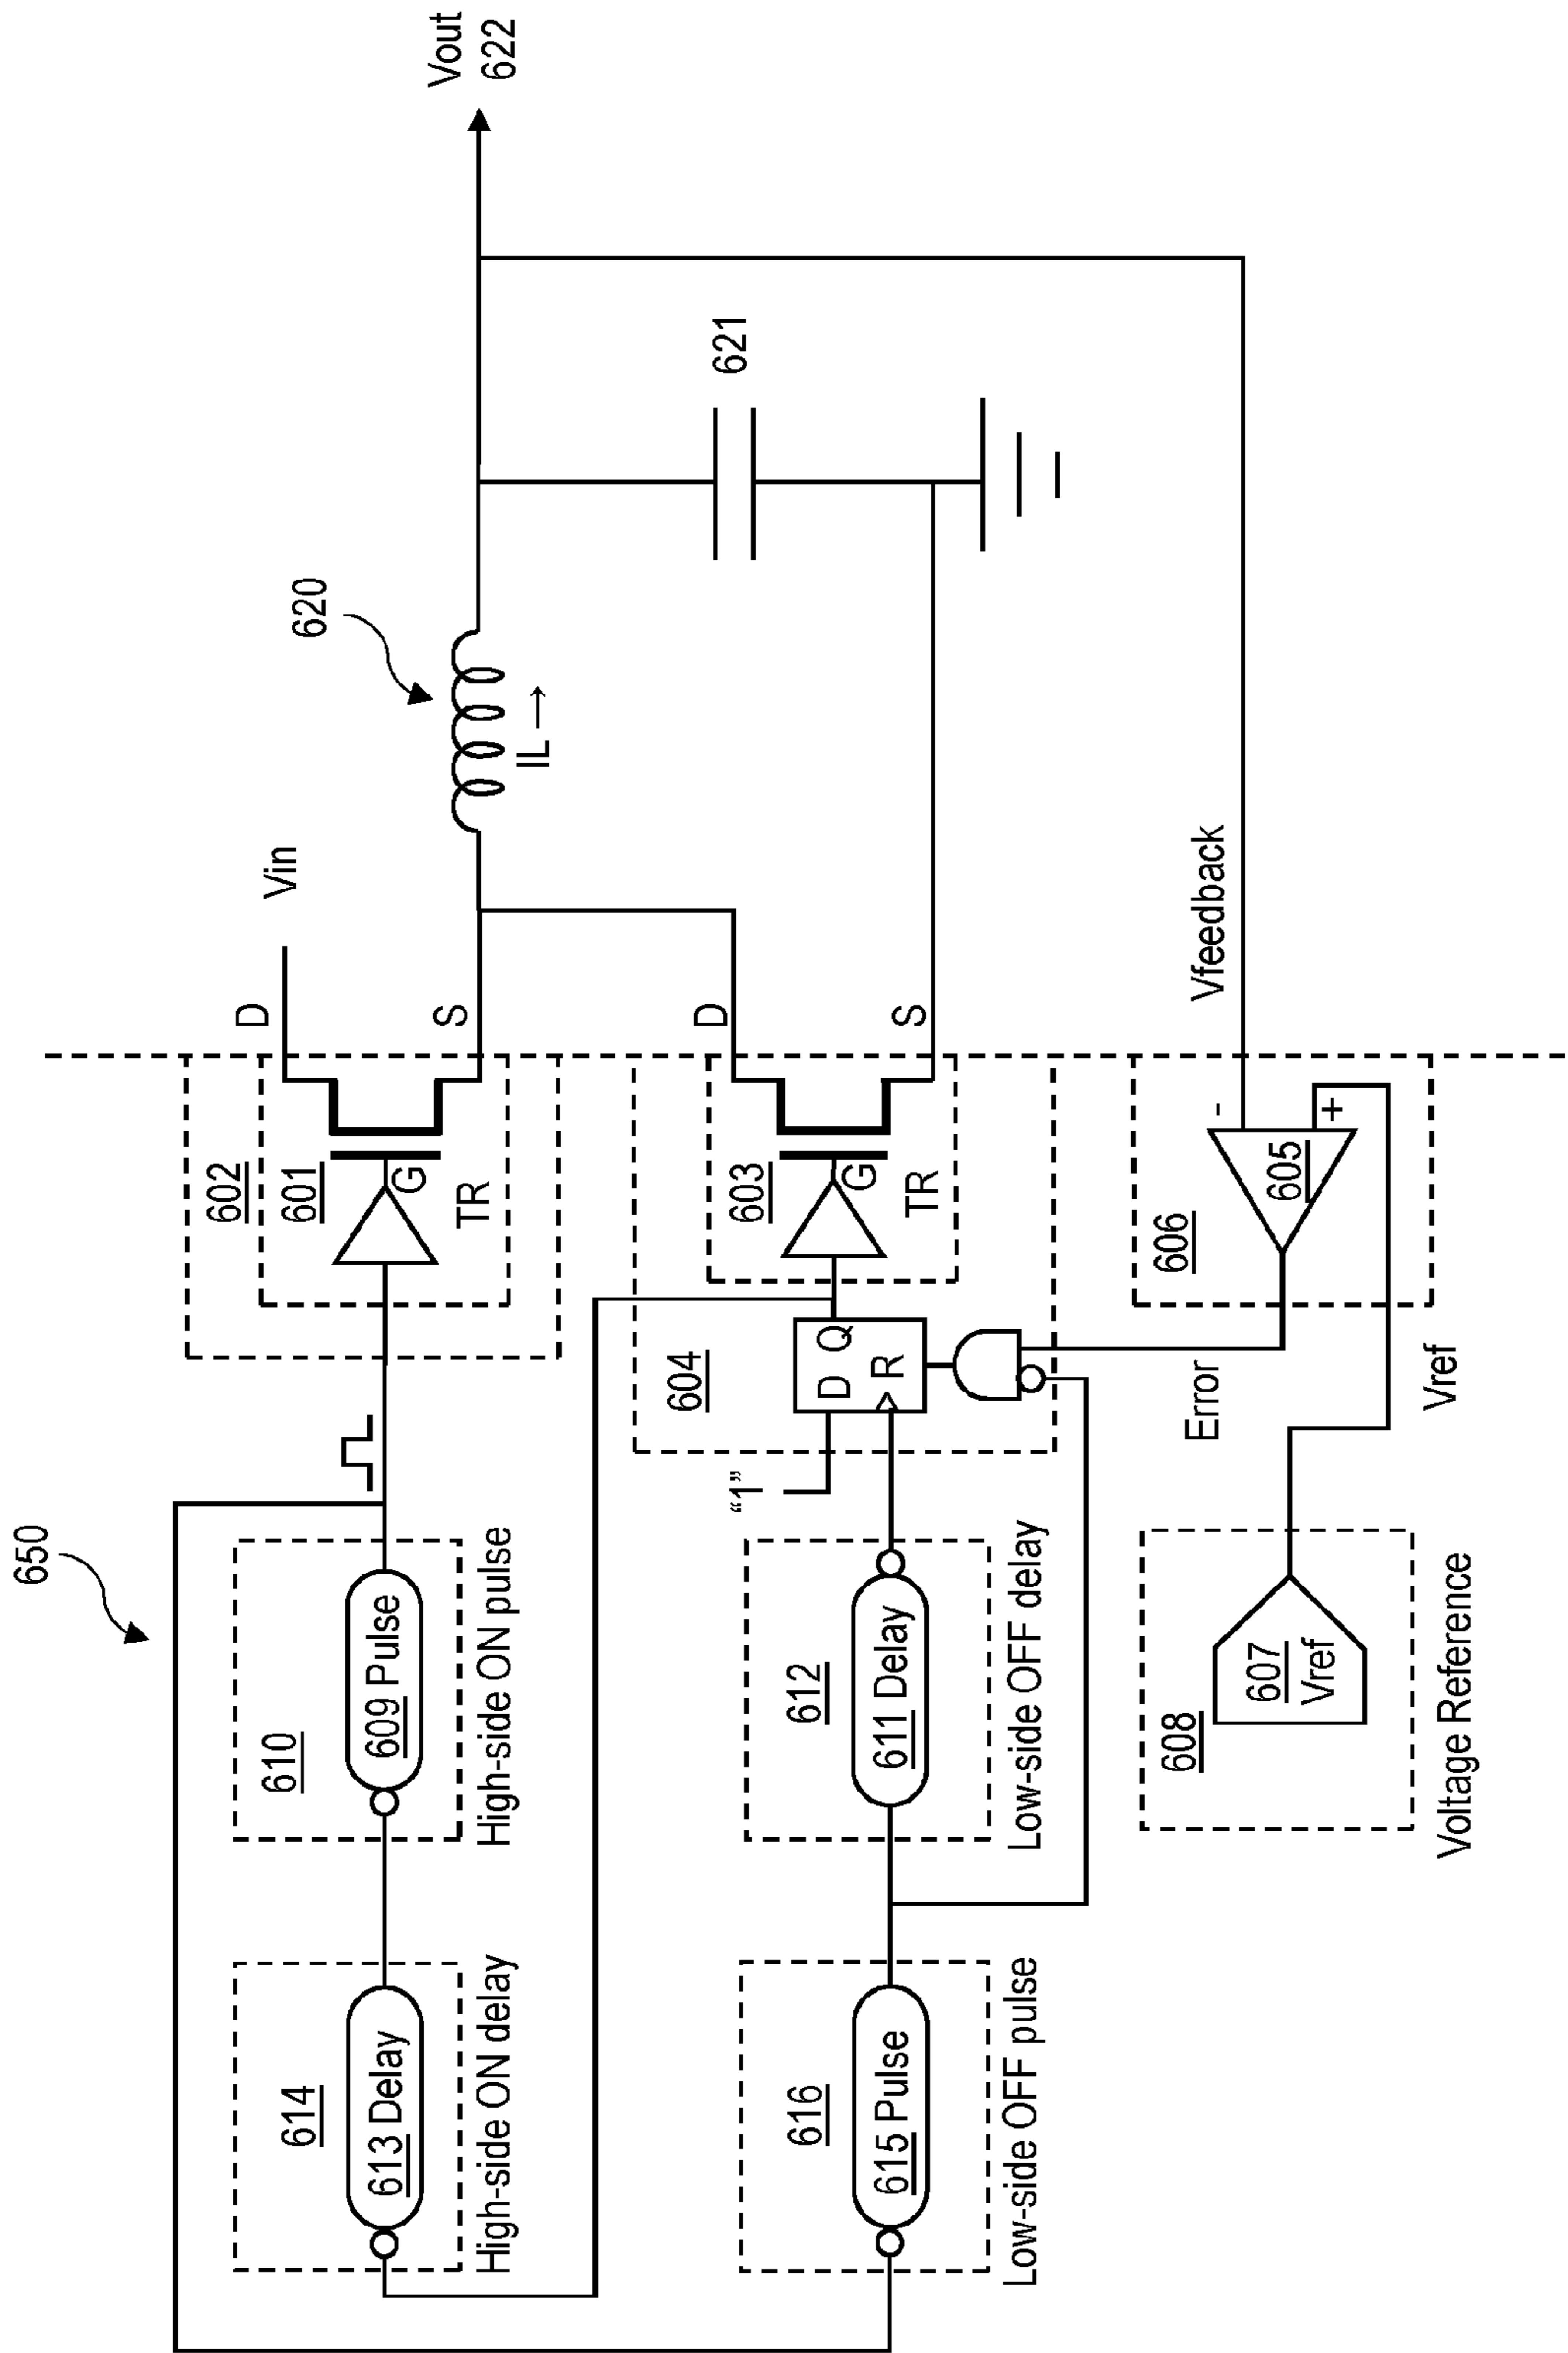 650
Vin
Vout
622
620
IL →
621
602
601
D
S
G
TR
610
609 Pulse
High-side ON pulse
614
613 Delay
High-side ON delay
603
D
S
G
TR
604
D Q
R
"1"
612
611 Delay
Low-side OFF delay
616
615 Pulse
Low-side OFF pulse
Vfeedback
606
605
-
+
Error
Vref
608
607
Vref
Voltage Reference